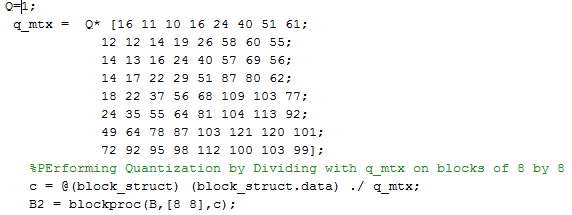 Q=1;
q_mtx = Q* [16 11 10 16 24 40 51 61;
12 12 14 19 26 58 60 55;
14 13 16 24 40 57 69 56;
14 17 22 29 51 87 80 62;
18 22 37 56 68 109 103 77;
24 35 55 64 81 104 113 92;
49 64 78 87 103 121 120 101;
72 92 95 98 112 100 103 99];
%PErforming Quantization by Dividing with q_mtx on blocks of 8 by 8
c = @(block_struct) (block_struct.data) ./ q_mtx;
B2 = blockproc(B,[8 8],c);